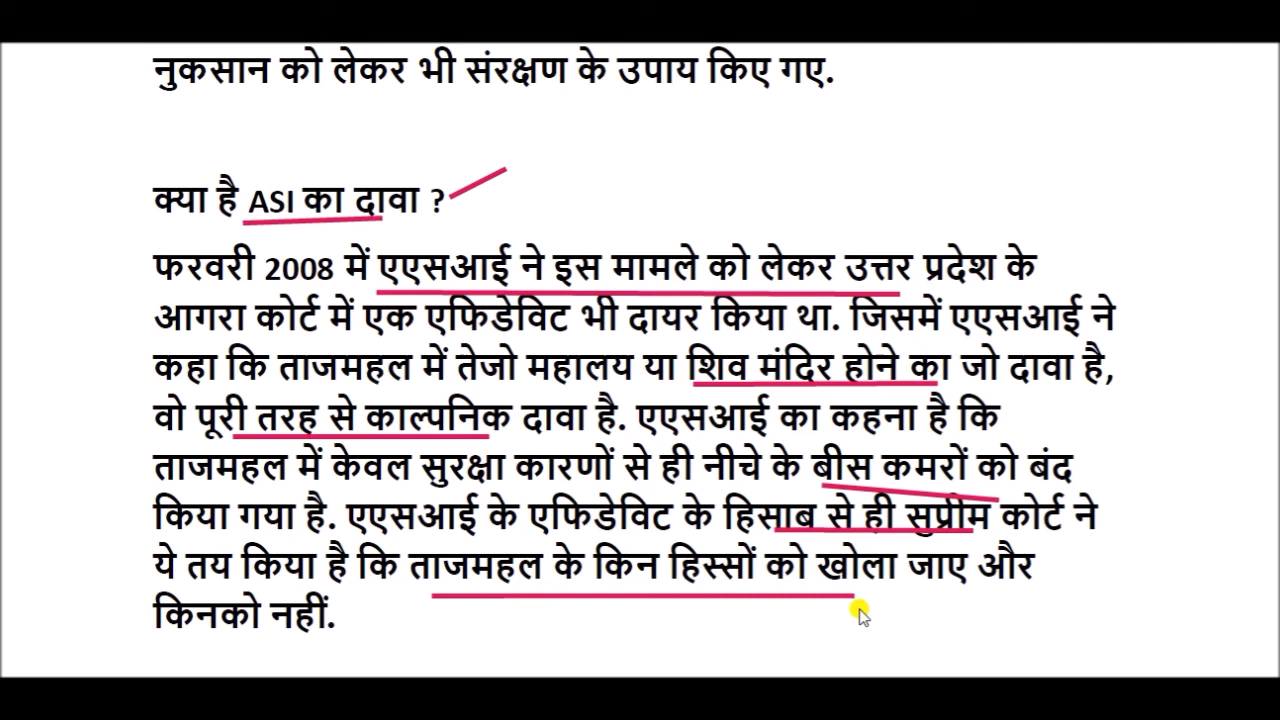 नुकसान को लेकर भी संरक्षण के उपाय किए गए.
क्या है ASI का दावा ?
फरवरी 2008 में एएसआई ने इस मामले को लेकर उत्तर प्रदेश के
आगरा कोर्ट में एक एफिडेविट भी दायर किया था. जिसमें एएसआई ने
कहा कि ताजमहल में तेजो महालय या शिव मंदिर होने का जो दावा है,
वो पूरी तरह से काल्पनिक दावा है. एएसआई का कहना है कि
ताजमहल में केवल सुरक्षा कारणों से ही नीचे के बीस कमरों को बंद
किया गया है. एएसआई के एफिडेविट के हिसाब से ही सुप्रीम कोर्ट ने
ये तय किया है कि ताजमहल के किन हिस्सों को खोला जाए और
किनको नहीं.